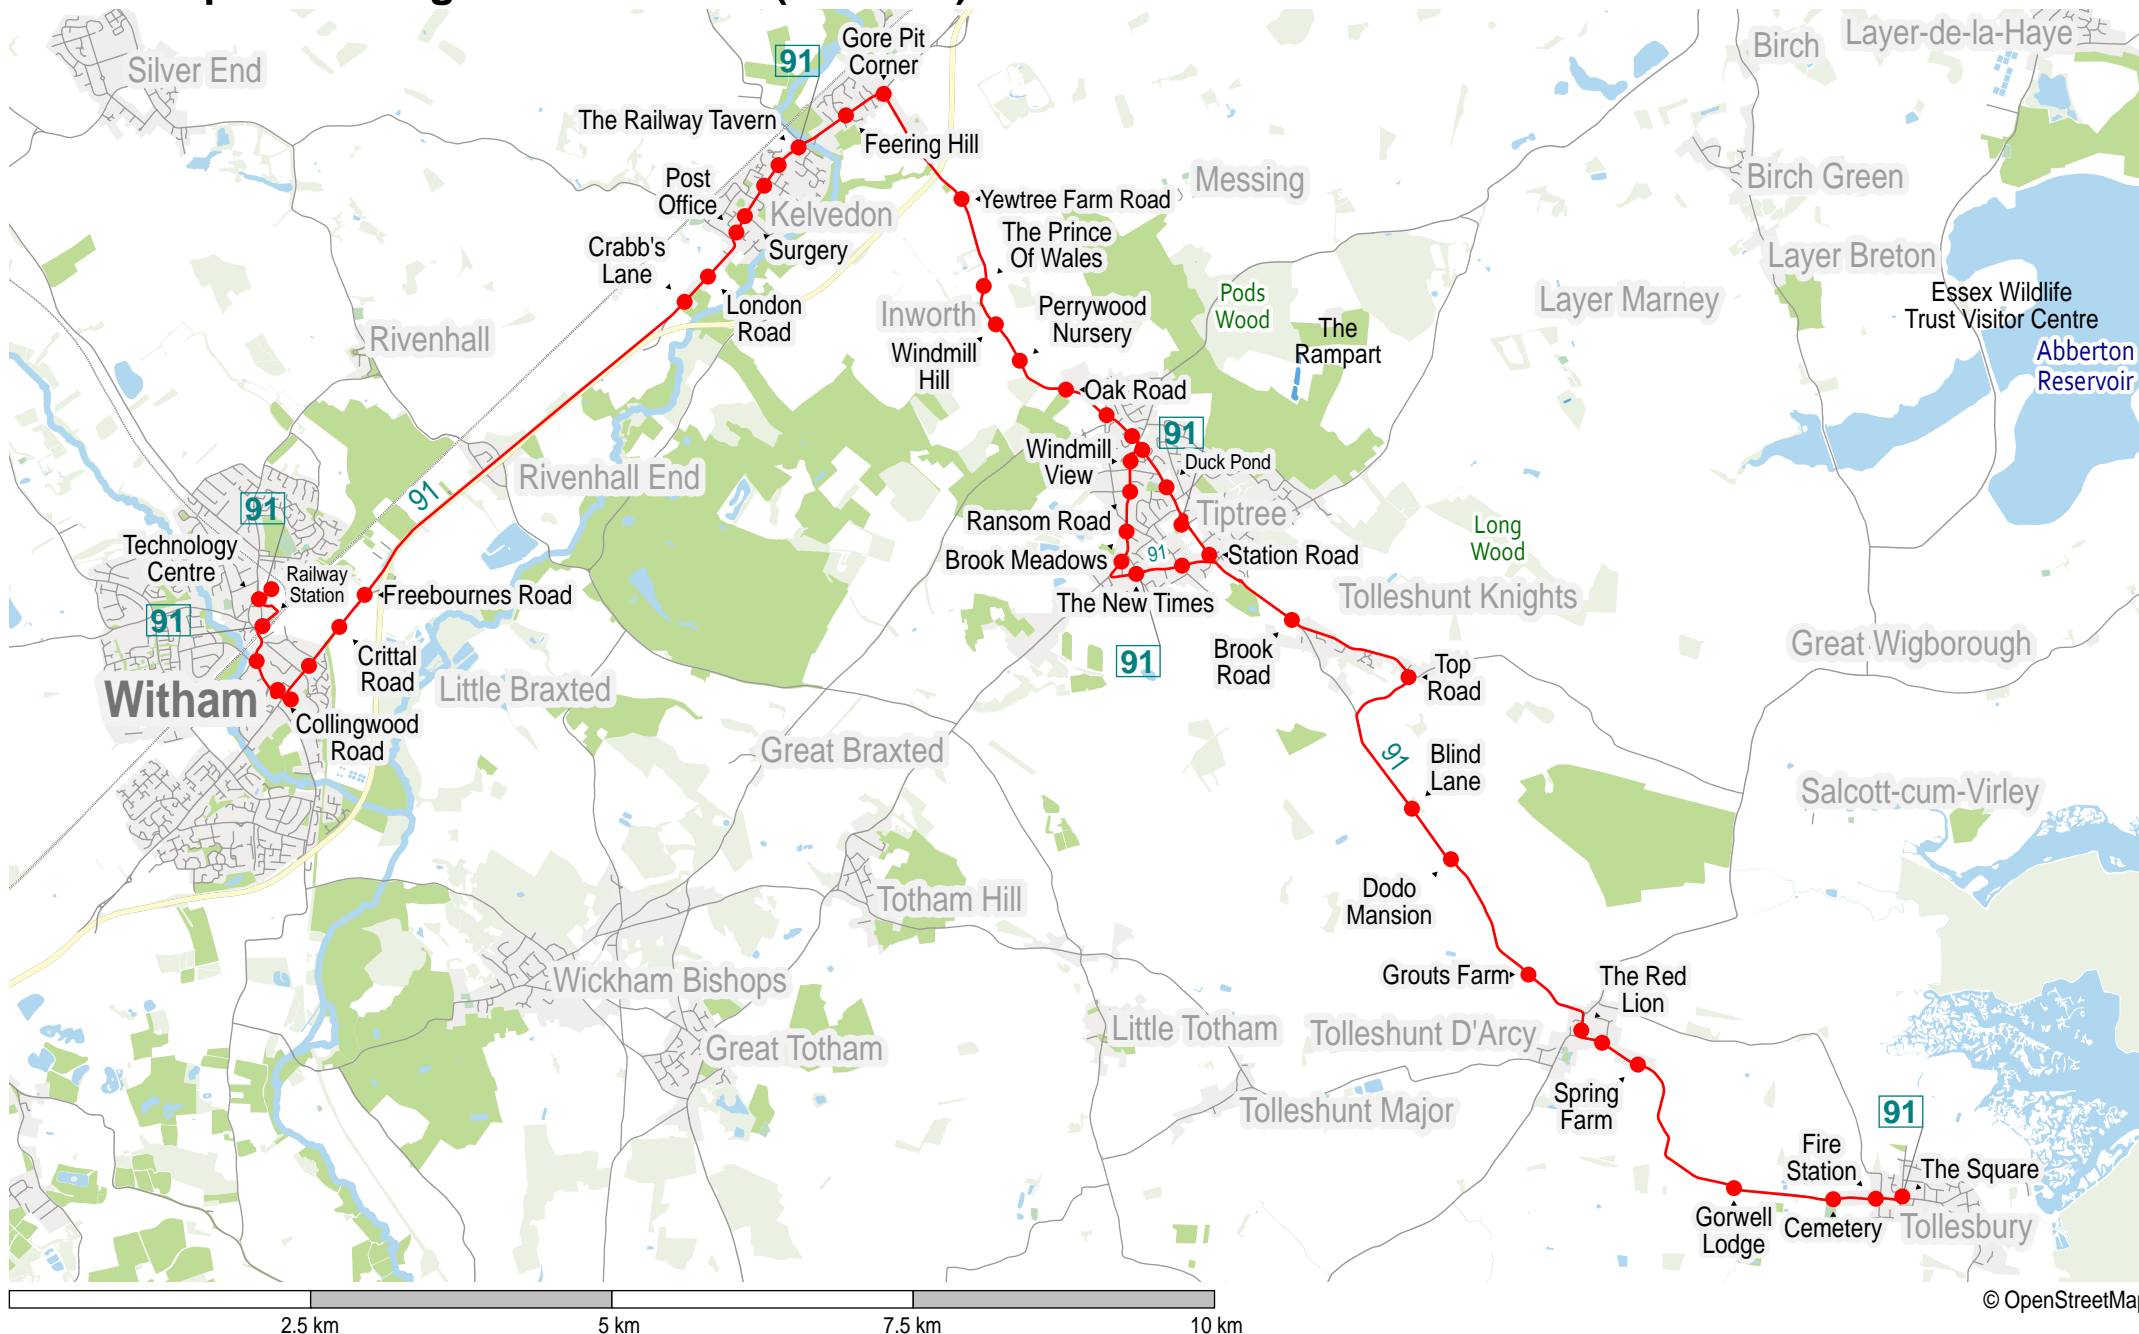 Silver End
91
Gore Pit
Corner
Birch
Layer-de-la-Haye
The Railway Tavern
Feering Hill
Post
Office
Kelvedon
Yewtree Farm Road
Messing
Birch Green
Crabb's
Lane
Surgery
The Prince
Of Wales
Layer Breton
London
Road
Inworth
Perrywood
Nursery
Pods
Wood
The
Rampart
Layer Marney
Essex Wildlife
Trust Visitor Centre
Abberton
Reservoir
Rivenhall
Windmill
Hill
Oak Road
91
Windmill
View
Duck Pond
Rivenhall End
91
91
Ransom Road
Tiptree
Long
Wood
Technology
Centre
Railway
Station
Brook Meadows
91
Station Road
Freebournes Road
The New Times
Tolleshunt Knights
91
Crittal
Road
91
Brook
Road
Top
Road
Great Wigborough
Witham
Little Braxted
Collingwood
Road
Great Braxted
91
Blind
Lane
Salcott-cum-Virley
Totham Hill
Dodo
Mansion
Wickham Bishops
Grouts Farm
The Red
Lion
Great Totham
Little Totham
Tolleshunt D'Arcy
Tolleshunt Major
Spring
Farm
91
Fire
Station
The Square
Gorwell
Lodge
Cemetery
Tollesbury
2.5 km
5 km
7.5 km
10 km
© OpenStreetMap